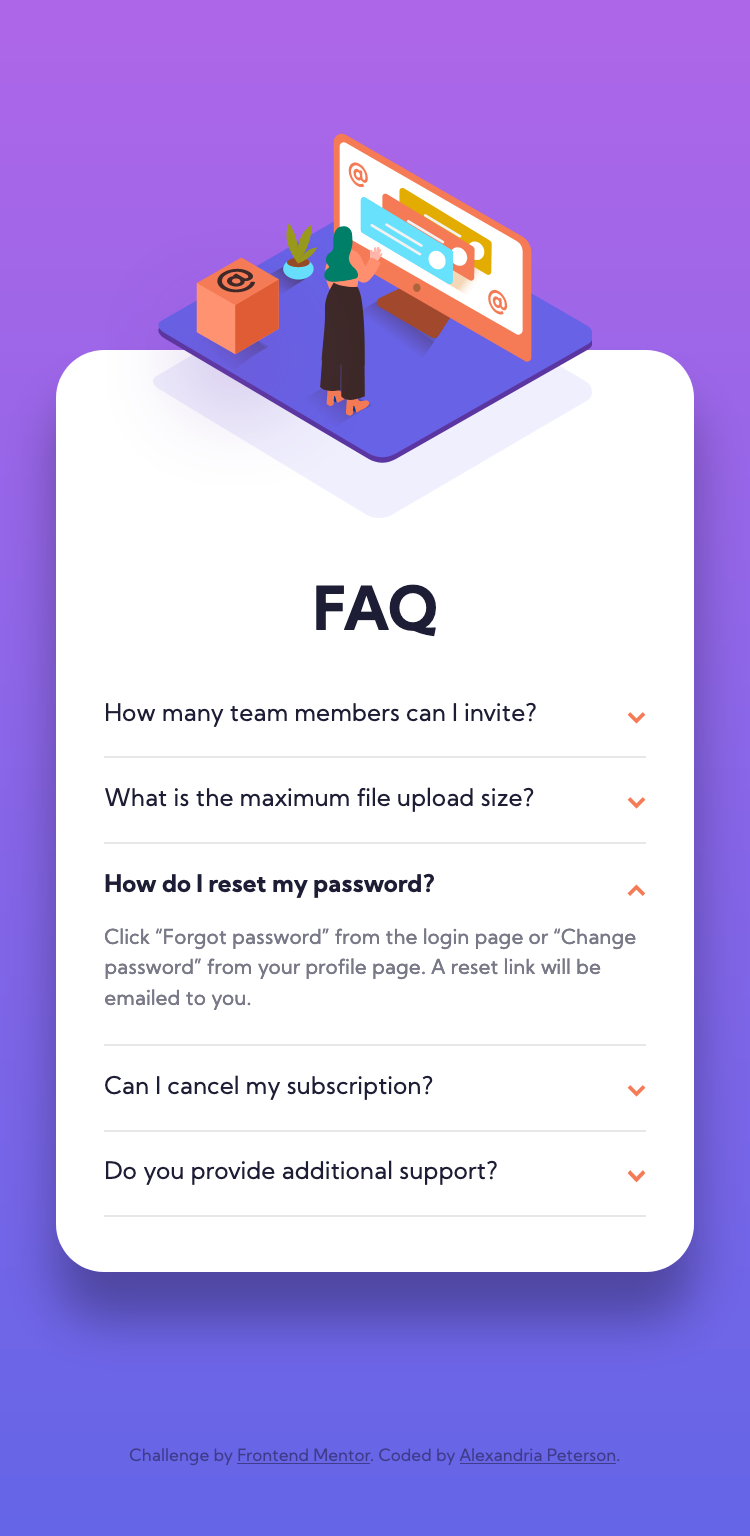 @
@
@
FAQ
How many team members can I invite?
What is the maximum file upload size?
How do I reset my password?
Click “Forgot password” from the login page or “Change
password” from your profile page. A reset link will be
emailed to you.
Can I cancel my subscription?
Do you provide additional support?
Challenge by Frontend Mentor. Coded by Alexandria Peterson.